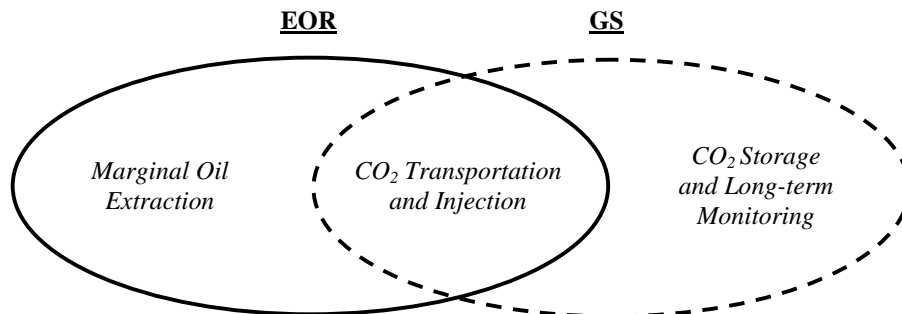 EOR
GS
Marginal Oil
Extraction
CO₂ Transportation
and Injection
CO₂ Storage
and Long-term
Monitoring